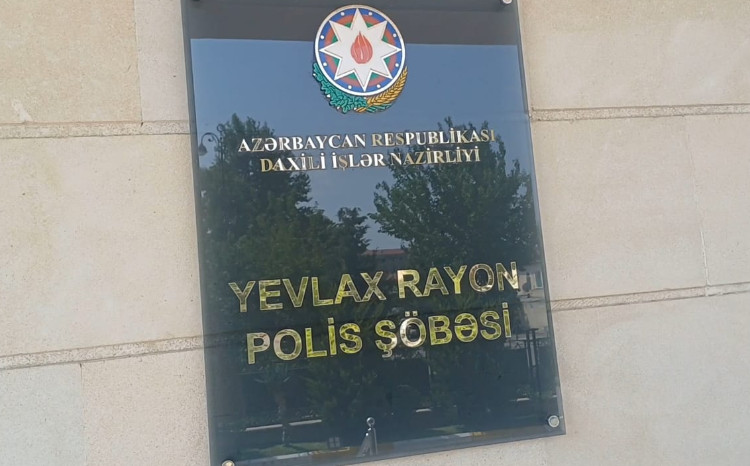 AZƏRBAYCAN RESPUBLİKASI
DAXİLİ İŞLƏR NAZİRLİYİ
YEVLAX RAYON
POLİS ŞÖBƏSİ